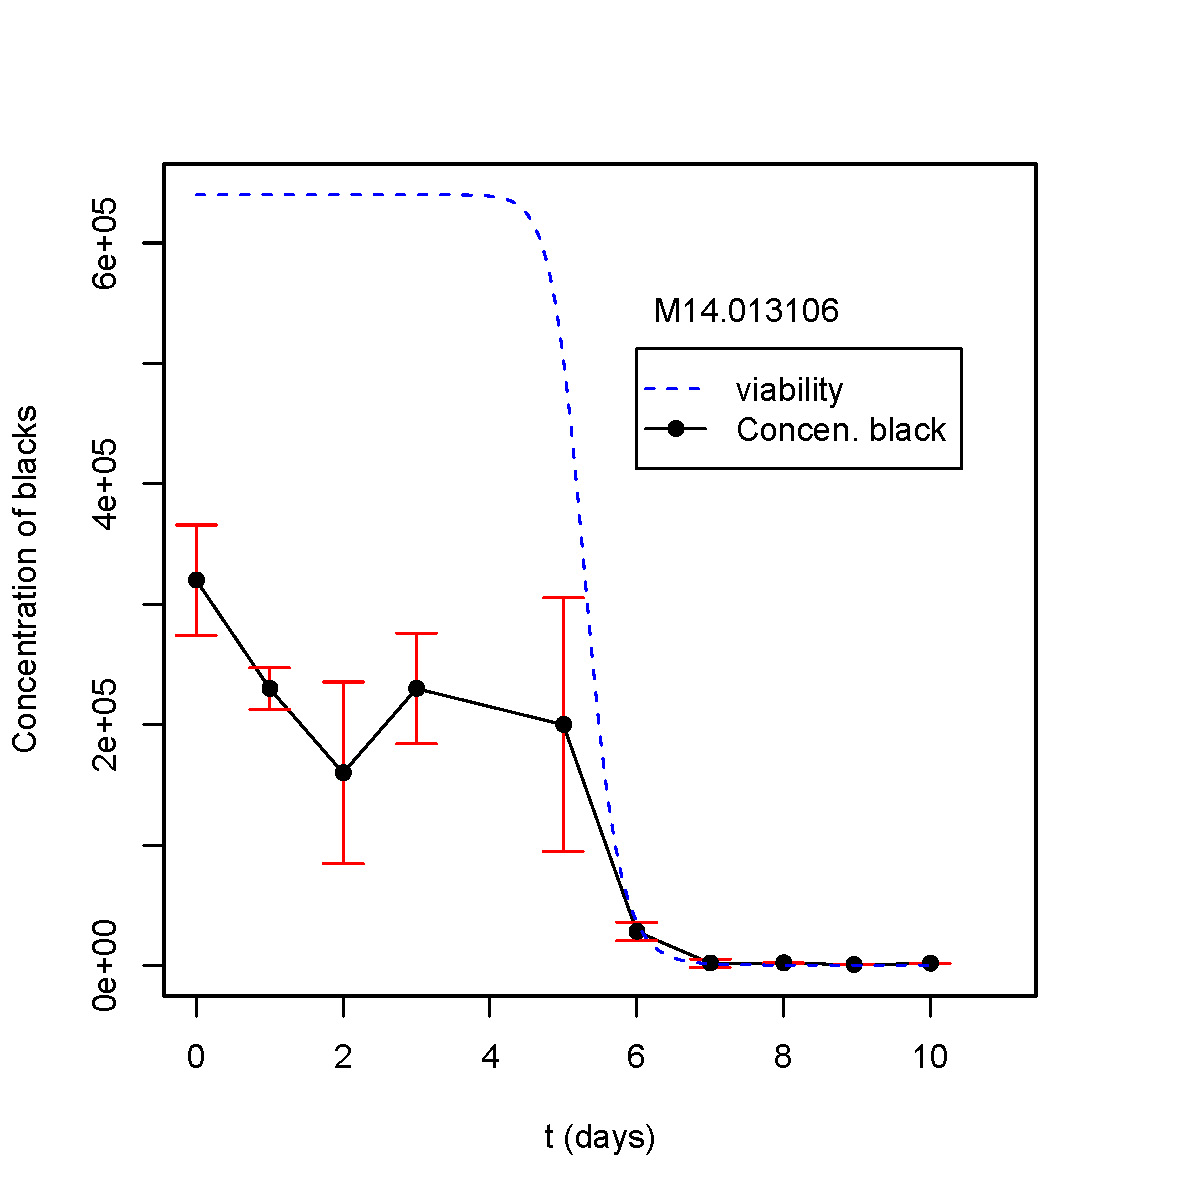 M14.013106
viability
Concen. black
Concentration of blacks
6e+05
4e+05
2e+05
0e+00
0 2 4 6 8 10
t (days)